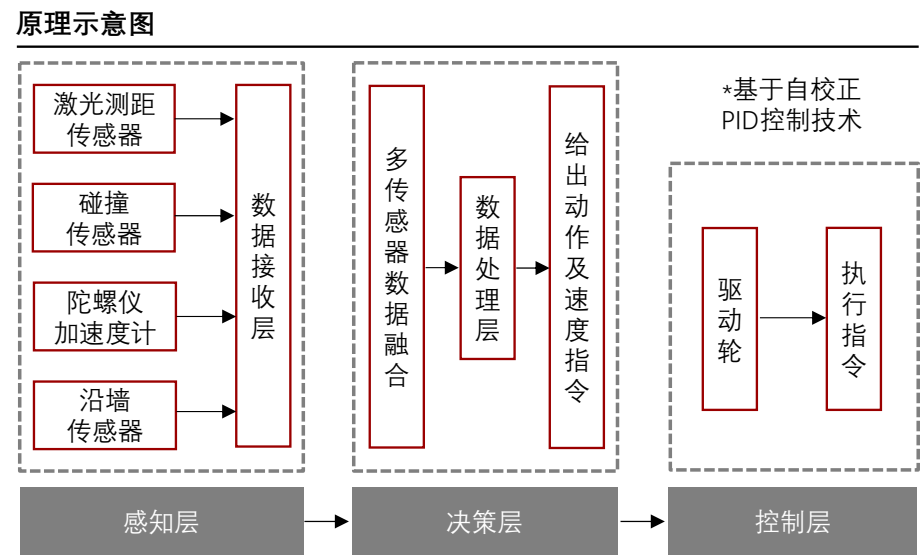 原理示意图
激光测距
传感器
碰撞
传感器
陀螺仪
加速度计
沿墙
传感器
数据接收层
多传感器数据融合
数据处理层
给出动作及速度指令
*基于自校正
PID控制技术
驱动轮
执行指令
感知层
决策层
控制层